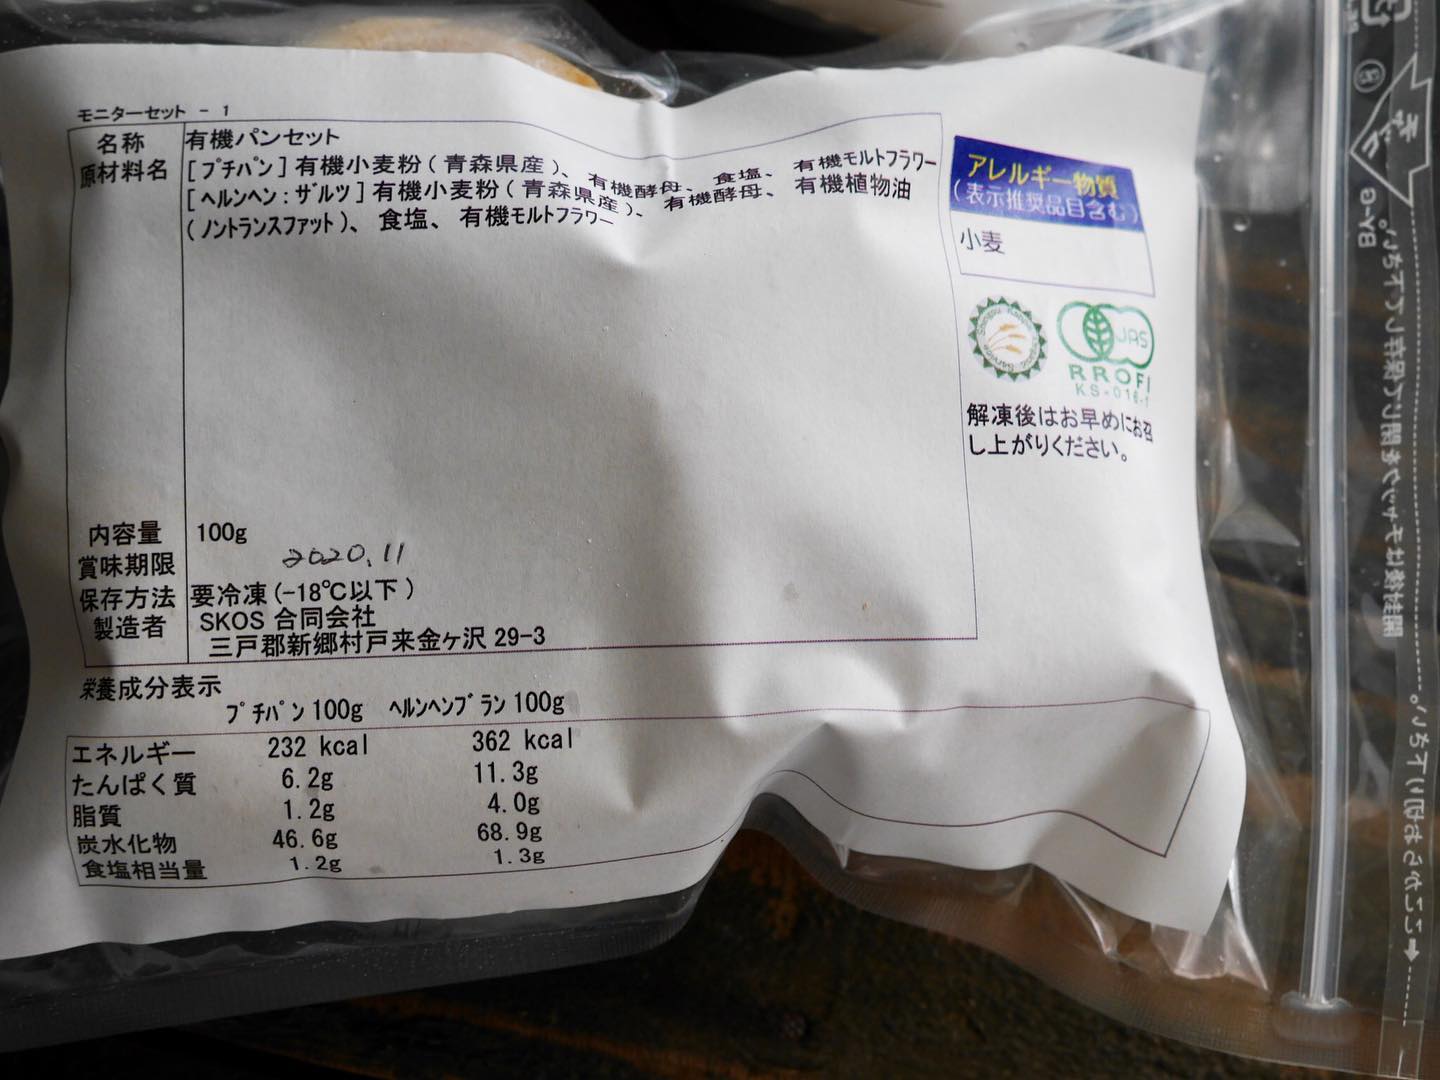 モニターセット - 1
名称 有機パンセット
原材料名 [プチパン] 有機小麦粉(青森県産)、有機酵母、食塩、有機モルトフラワー
[ヘルンヘン:ザルツ] 有機小麦粉(青森県産)、有機酵母、有機植物油
(ノントランスファット)、食塩、有機モルトフラワー
内容量 100g
賞味期限 2020.11
保存方法 要冷凍(-18℃以下)
製造者 SKOS 合同会社
三戸郡新郷村戸来金ヶ沢 29-3
アレルギー物質
(表示推奨品目含む)
小麦
JAS
RROFI
KS-016-1
解凍後はお早めにお召
し上がりください。
栄養成分表示
プチパン 100g ヘルンヘンブラン 100g
エネルギー 232 kcal 362 kcal
たんぱく質 6.2g 11.3g
脂質 1.2g 4.0g
炭水化物 46.6g 68.9g
食塩相当量 1.2g 1.3g